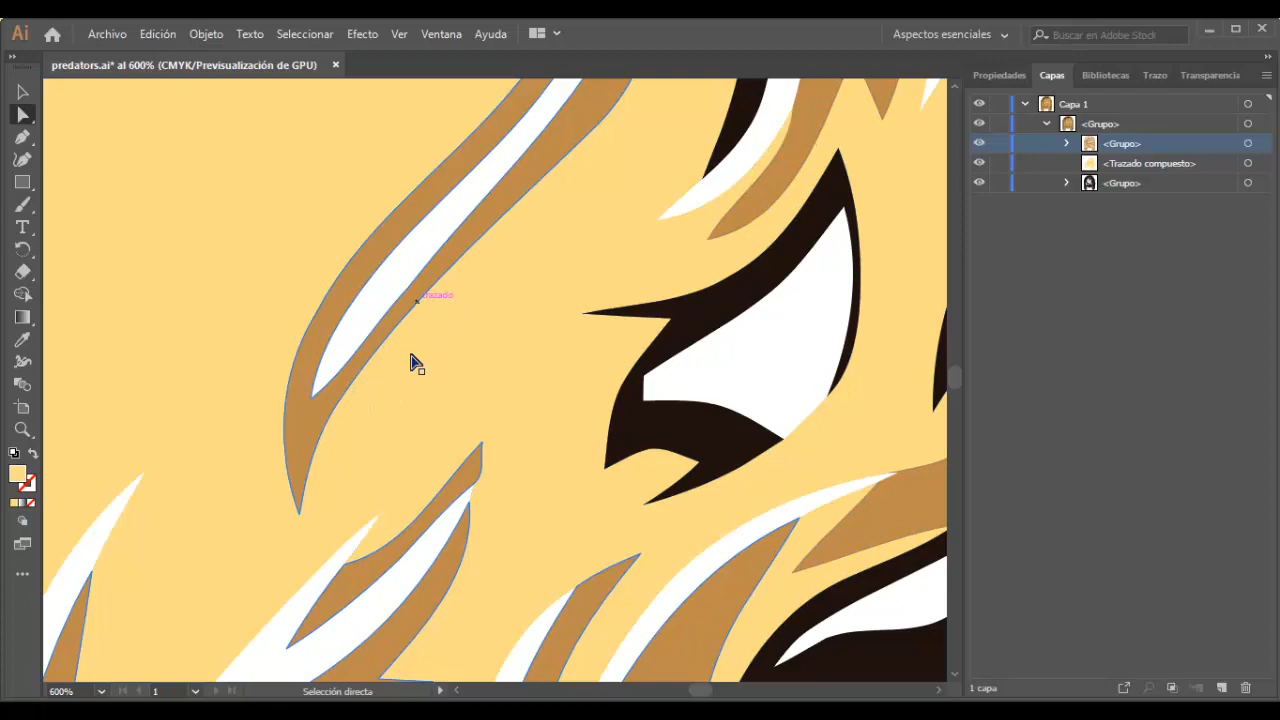 Ai Archivo Edición Objeto Texto Seleccionar Efecto Ver Ventana Ayuda Aspectos esenciales Buscar en Adobe Stock
predators.ai* al 600% (CMYK/Previsualización de GPU) ×
Propiedades Capas Bibliotecas Trazo Transparencia
Capa 1
<Grupo>
<Grupo>
<Trazado compuesto>
<Grupo>
trazado
600% 1 Selección directa 1 capa